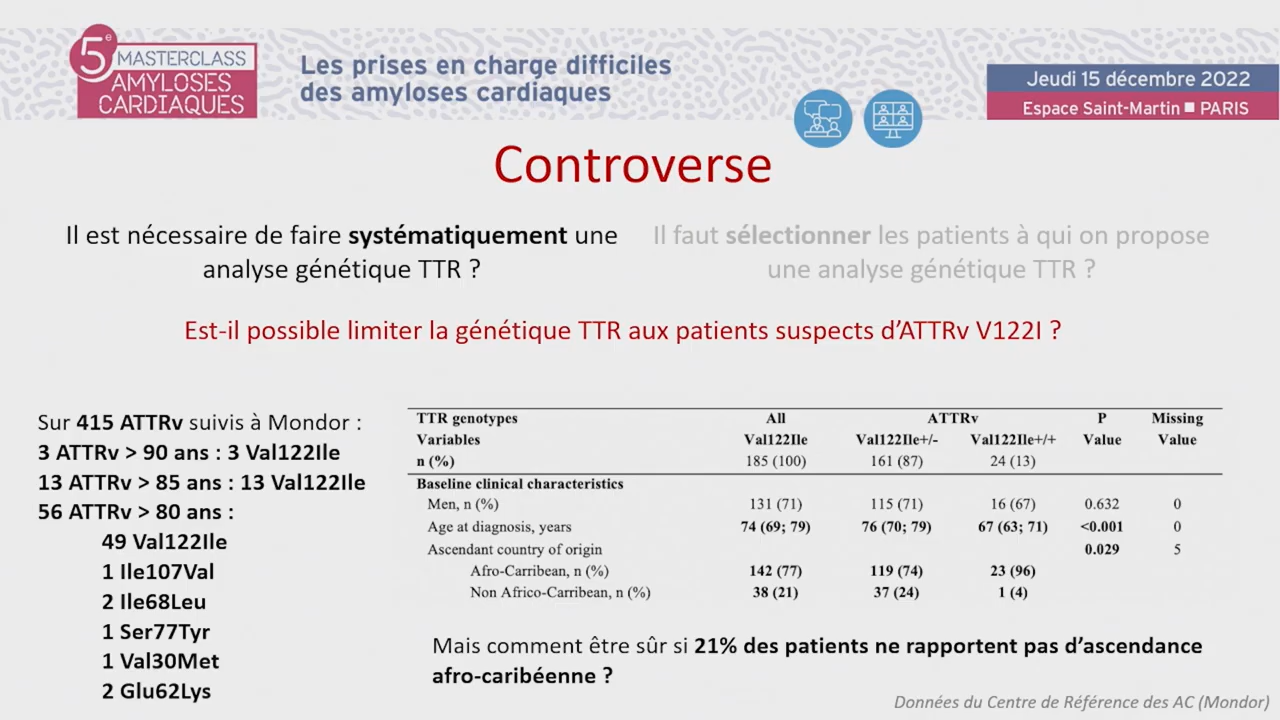 5e MASTERCLASS
AMYLOSES
CARDIAQUES
Les prises en charge difficiles
des amyloses cardiaques
Jeudi 15 décembre 2022
Espace Saint-Martin ■ PARIS
Controverse
Il est nécessaire de faire systématiquement une
analyse génétique TTR ?
Il faut sélectionner les patients à qui on propose
une analyse génétique TTR ?
Est-il possible limiter la génétique TTR aux patients suspects d'ATTRv V122I ?
Sur 415 ATTRv suivis à Mondor :
3 ATTRv > 90 ans : 3 Val122Ile
13 ATTRv > 85 ans : 13 Val122Ile
56 ATTRv > 80 ans :
49 Val122Ile
1 Ile107Val
2 Ile68Leu
1 Ser77Tyr
1 Val30Met
2 Glu62Lys
TTR genotypes All ATTRv P Missing
Variables Val122Ile Val122Ile+/- Val122Ile+/+ Value Value
n (%) 185 (100) 161 (87) 24 (13)
Baseline clinical characteristics
Men, n (%) 131 (71) 115 (71) 16 (67) 0.632 0
Age at diagnosis, years 74 (69; 79) 76 (70; 79) 67 (63; 71) <0.001 0
Ascendant country of origin 0.029 5
Afro-Carribean, n (%) 142 (77) 119 (74) 23 (96)
Non Africo-Carribean, n (%) 38 (21) 37 (24) 1 (4)
Mais comment être sûr si 21% des patients ne rapportent pas d'ascendance
afro-caribéenne ?
Données du Centre de Référence des AC (Mondor)